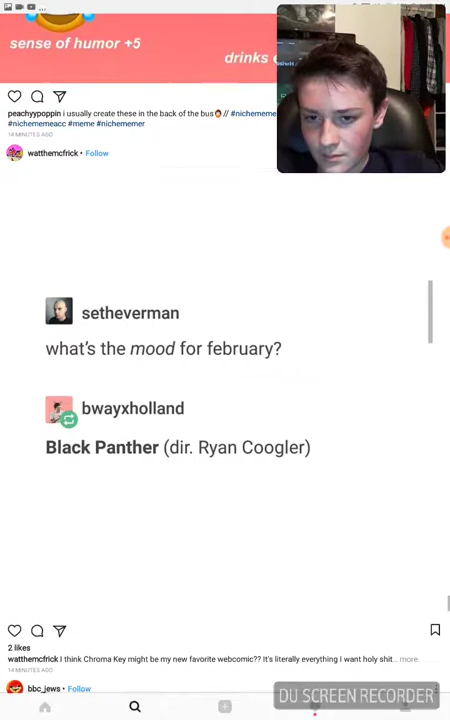 sense of humor +5
drinks
peachyypoppin i usually create these in the back of the bus🙍// #nichememe
#nichememeacc #meme #nichememer
14 MINUTES AGO
watthemcfrick • Follow
setheverman
what's the mood for february?
bwayxholland
Black Panther (dir. Ryan Coogler)
2 likes
watthemcfrick I think Chroma Key might be my new favorite webcomic?? It's literally everything I want holy shit... more
14 MINUTES AGO
bbc_jews • Follow
DU SCREEN RECORDER